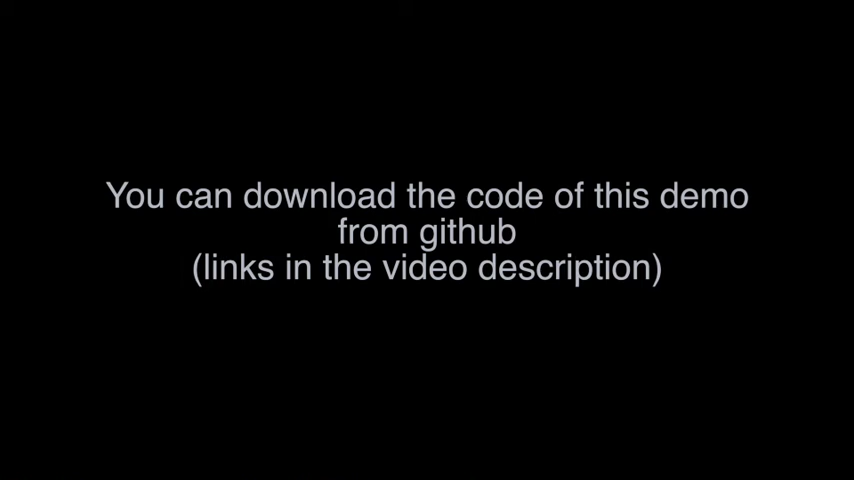 You can download the code of this demo
from github
(links in the video description)